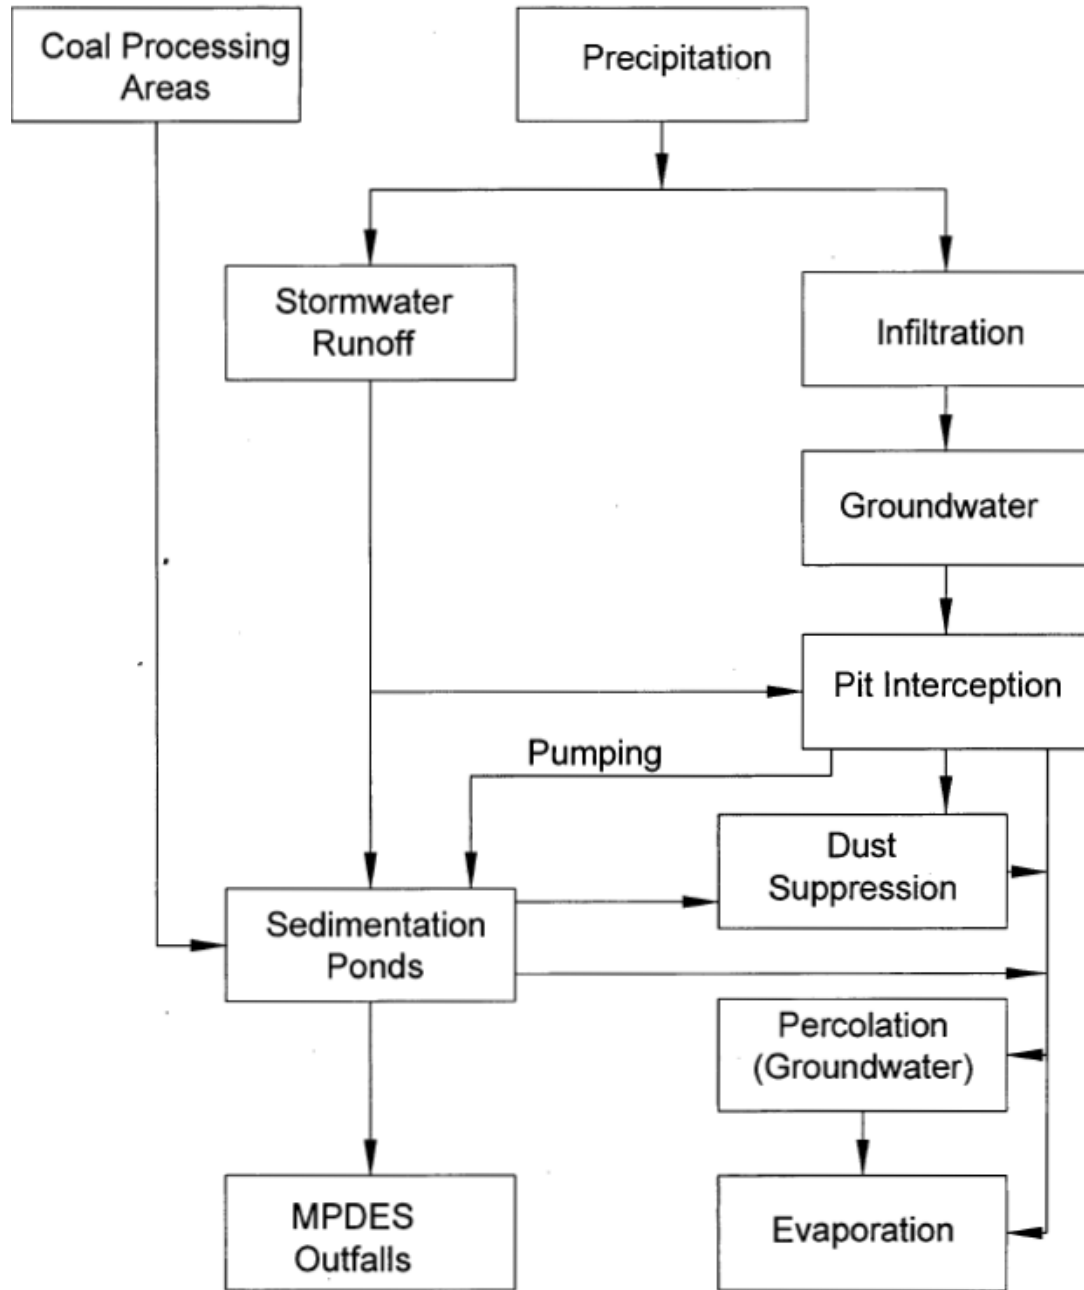 Coal Processing
Areas
Precipitation
Stormwater
Runoff
Infiltration
Groundwater
Pit Interception
Pumping
Dust
Suppression
Sedimentation
Ponds
Percolation
(Groundwater)
MPDES
Outfalls
Evaporation